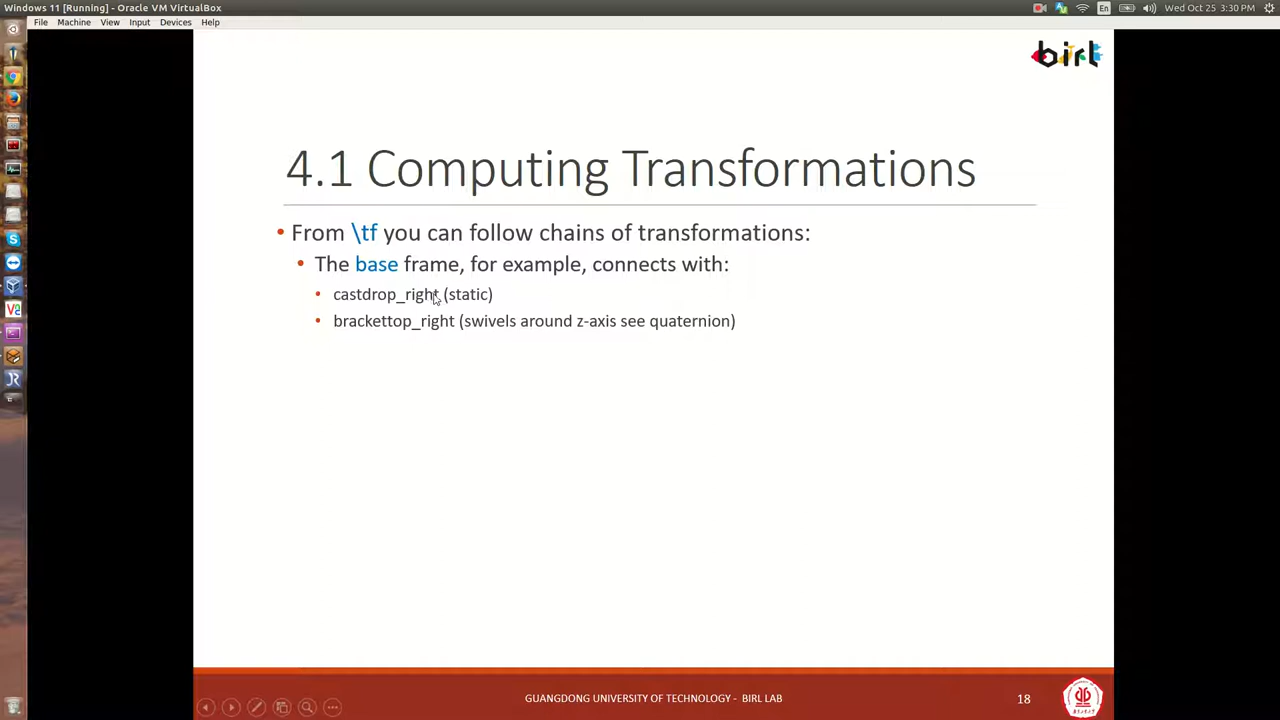 Windows 11 [Running] - Oracle VM VirtualBox
En
Wed Oct 25 3:30 PM
File Machine View Input Devices Help
birl
4.1 Computing Transformations
• From \tf you can follow chains of transformations:
• The base frame, for example, connects with:
• castdrop_right (static)
• brackettop_right (swivels around z-axis see quaternion)
GUANGDONG UNIVERSITY OF TECHNOLOGY - BIRL LAB
18